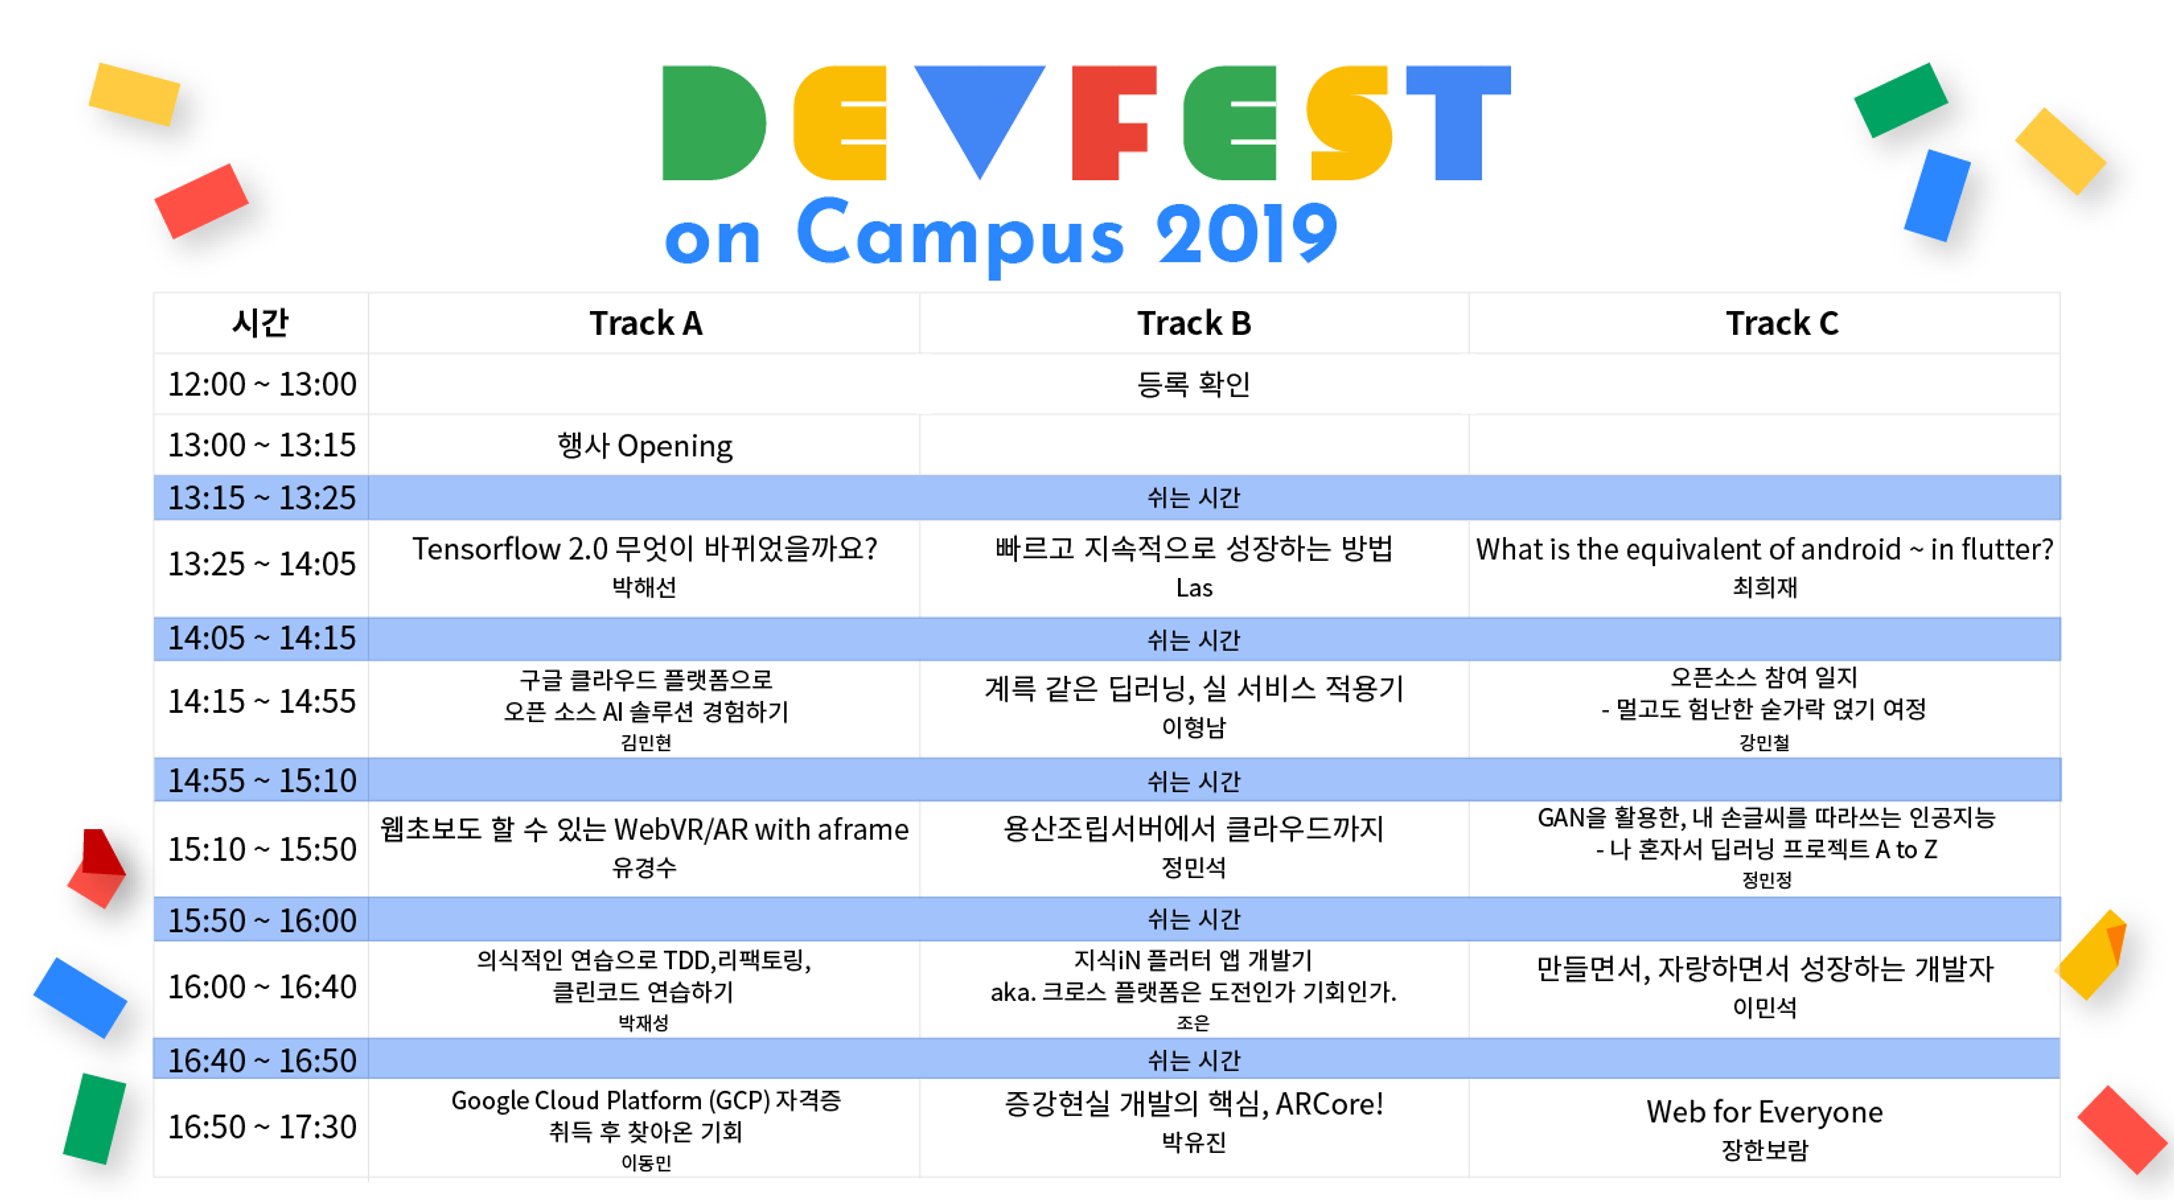 DEVFEST
on Campus 2019
시간 Track A Track B Track C
12:00 ~ 13:00 등록 확인
13:00 ~ 13:15 행사 Opening
13:15 ~ 13:25 쉬는 시간
13:25 ~ 14:05
Tensorflow 2.0 무엇이 바뀌었을까요?
박해선
빠르고 지속적으로 성장하는 방법
Las
What is the equivalent of android ~ in flutter?
최희재
14:05 ~ 14:15 쉬는 시간
14:15 ~ 14:55
구글 클라우드 플랫폼으로
오픈 소스 AI 솔루션 경험하기
김민현
계륵 같은 딥러닝, 실 서비스 적용기
이형남
오픈소스 참여 일지
- 멀고도 험난한 숟가락 얹기 여정
강민철
14:55 ~ 15:10 쉬는 시간
15:10 ~ 15:50
웹초보도 할 수 있는 WebVR/AR with aframe
유경수
용산조립서버에서 클라우드까지
정민석
GAN을 활용한, 내 손글씨를 따라쓰는 인공지능
- 나 혼자서 딥러닝 프로젝트 A to Z
정민정
15:50 ~ 16:00 쉬는 시간
16:00 ~ 16:40
의식적인 연습으로 TDD,리팩토링,
클린코드 연습하기
박재성
지식iN 플러터 앱 개발기
aka. 크로스 플랫폼은 도전인가 기회인가.
조은
만들면서, 자랑하면서 성장하는 개발자
이민석
16:40 ~ 16:50 쉬는 시간
16:50 ~ 17:30
Google Cloud Platform (GCP) 자격증
취득 후 찾아온 기회
이동민
증강현실 개발의 핵심, ARCore!
박유진
Web for Everyone
장한보람